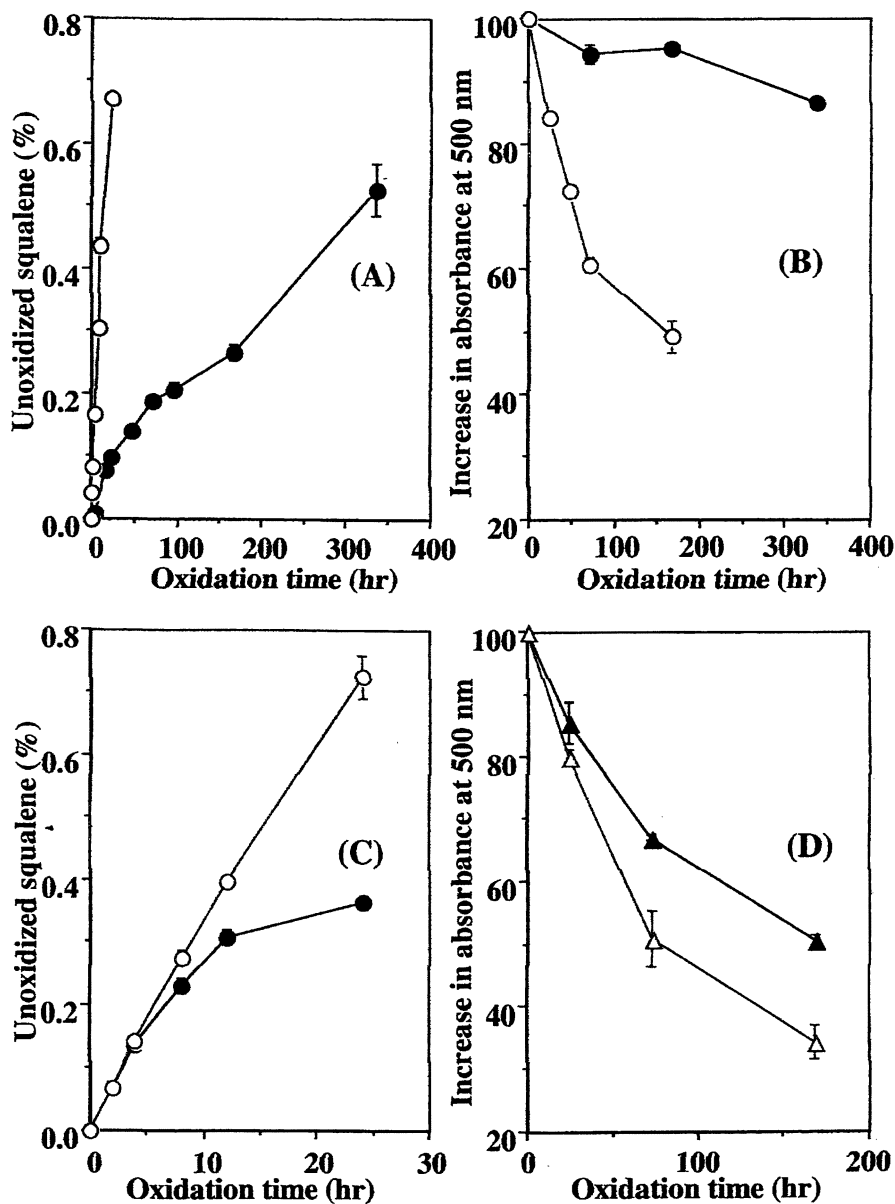 Unoxidized squalene (%)
0.8
0.6
0.4
0.2
0.0
0 100 200 300 400
Oxidation time (hr)
(A)
Increase in absorbance at 500 nm
100
80
60
40
20
0 100 200 300 400
Oxidation time (hr)
(B)
Unoxidized squalene (%)
0.8
0.6
0.4
0.2
0.0
0 10 20 30
Oxidation time (hr)
(C)
Increase in absorbance at 500 nm
100
80
60
40
20
0 100 200
Oxidation time (hr)
(D)